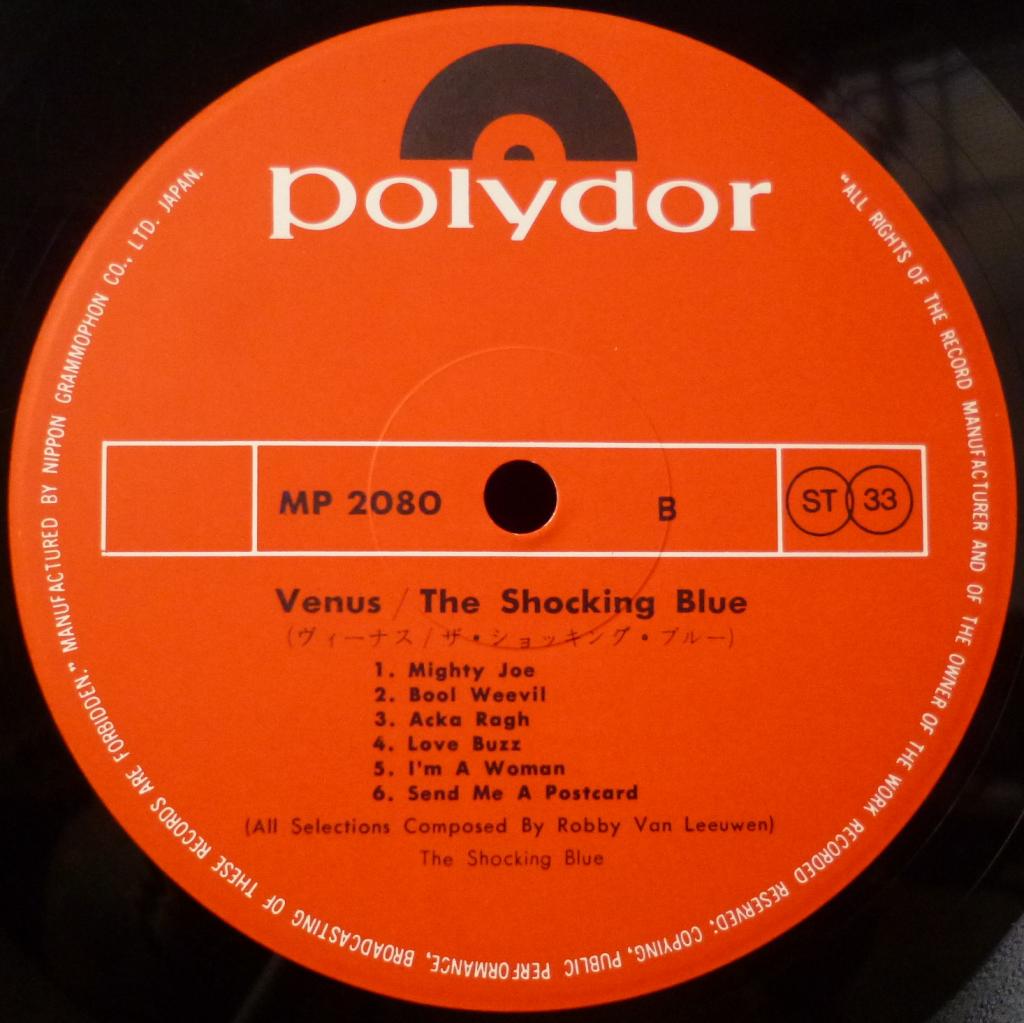 polydor
"ALL RIGHTS OF THE RECORD MANUFACTURER AND OF THE OWNER OF THE WORK RECORDED RESERVED: COPYING, PUBLIC PERFORMANCE, BROADCASTING OF THESE RECORDS ARE FORBIDDEN." MANUFACTURED BY NIPPON GRAMMOPHON CO., LTD. JAPAN.
MP 2080 B ST 33
Venus / The Shocking Blue
(ヴィーナス / ザ・ショッキング・ブルー)
1. Mighty Joe
2. Bool Weevil
3. Acka Ragh
4. Love Buzz
5. I'm A Woman
6. Send Me A Postcard
(All Selections Composed By Robby Van Leeuwen)
The Shocking Blue